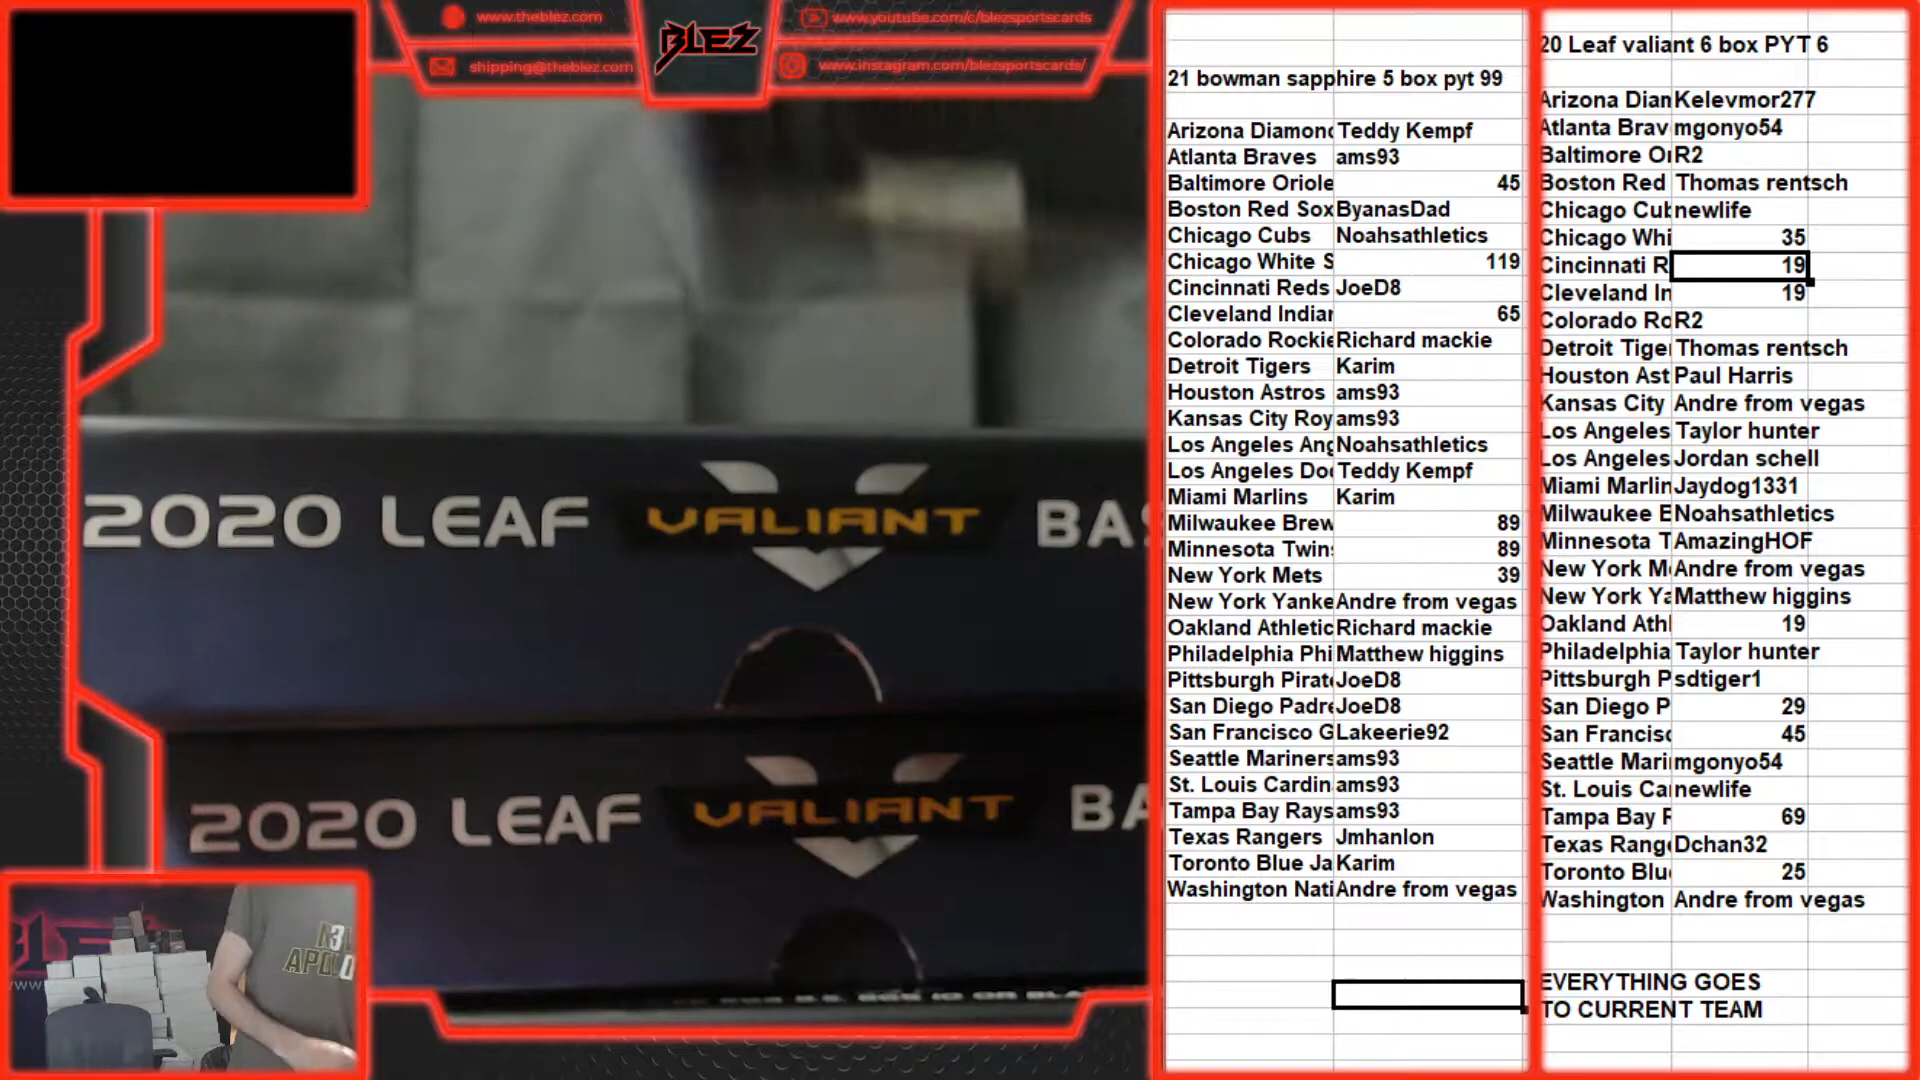 www.theblez.com
shipping@theblez.com
BLEZ
www.youtube.com/c/blezsportscards
www.instagram.com/blezsportscards/
2020 LEAF VALIANT BAS
2020 LEAF VALIANT BA
BLEZ
APOLLO
21 bowman sapphire 5 box pyt 99
Arizona Diamond Teddy Kempf
Atlanta Braves ams93
Baltimore Oriole 45
Boston Red Sox ByanasDad
Chicago Cubs Noahsathletics
Chicago White S 119
Cincinnati Reds JoeD8
Cleveland Indian 65
Colorado Rockie Richard mackie
Detroit Tigers Karim
Houston Astros ams93
Kansas City Roy ams93
Los Angeles Ang Noahsathletics
Los Angeles Do Teddy Kempf
Miami Marlins Karim
Milwaukee Brew 89
Minnesota Twins 89
New York Mets 39
New York Yanke Andre from vegas
Oakland Athletic Richard mackie
Philadelphia Phi Matthew higgins
Pittsburgh Pirate JoeD8
San Diego Padre JoeD8
San Francisco G Lakeerie92
Seattle Mariners ams93
St. Louis Cardin ams93
Tampa Bay Rays ams93
Texas Rangers Jmhanlon
Toronto Blue Ja Karim
Washington Nati Andre from vegas
20 Leaf valiant 6 box PYT 6
Arizona Diam Kelevmor277
Atlanta Brav mgonyo54
Baltimore Or R2
Boston Red Thomas rentsch
Chicago Cub newlife
Chicago Whi 35
Cincinnati R 19
Cleveland In 19
Colorado Ro R2
Detroit Tige Thomas rentsch
Houston Ast Paul Harris
Kansas City Andre from vegas
Los Angeles Taylor hunter
Los Angeles Jordan schell
Miami Marlin Jaydog1331
Milwaukee B Noahsathletics
Minnesota T AmazingHOF
New York M Andre from vegas
New York Ya Matthew higgins
Oakland Athl 19
Philadelphia Taylor hunter
Pittsburgh P sdtiger1
San Diego P 29
San Francisc 45
Seattle Mari mgonyo54
St. Louis Ca newlife
Tampa Bay R 69
Texas Range Dchan32
Toronto Blu 25
Washington Andre from vegas
EVERYTHING GOES
TO CURRENT TEAM